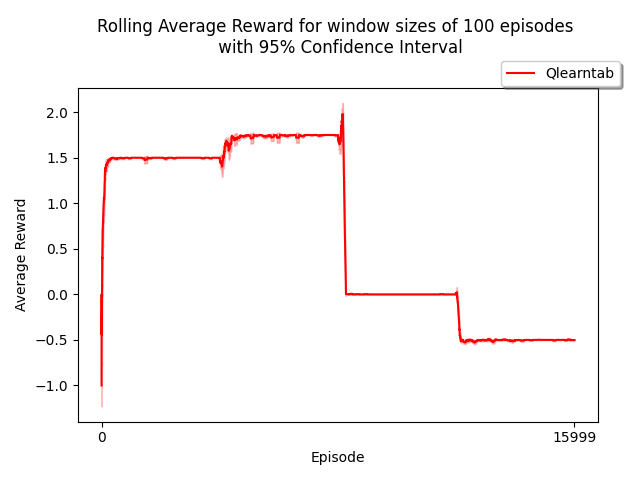 Rolling Average Reward for window sizes of 100 episodes
with 95% Confidence Interval
Qlearntab
2.0
1.5
1.0
0.5
0.0
−0.5
−1.0
Average Reward
0
15999
Episode